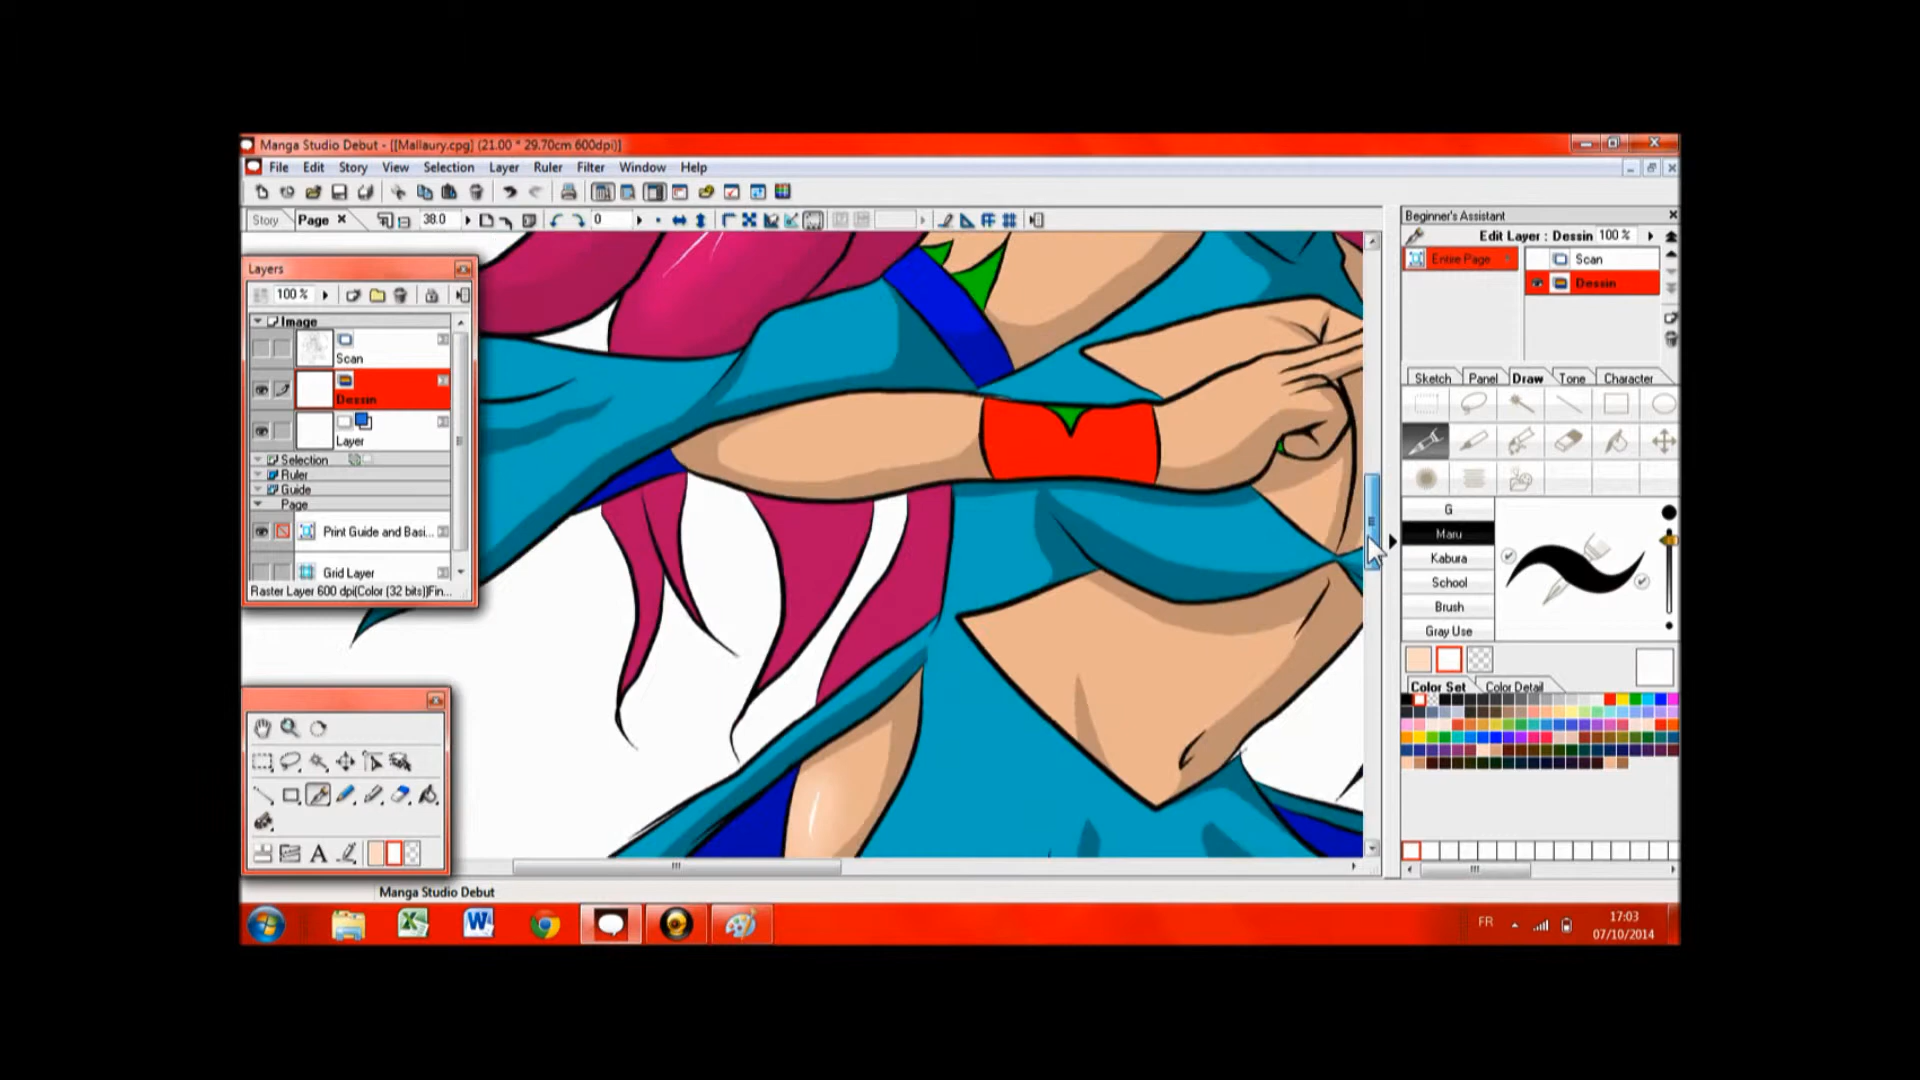 Manga Studio Debut - [[Mallaury.cpg] (21.00 * 29.70cm 600dpi)]
File Edit Story View Selection Layer Ruler Filter Window Help
Story Page 38.0 0
Layers
100 %
Image
Scan
Dessin
Layer
Selection
Ruler
Guide
Page
Print Guide and Basi...
Grid Layer
Raster Layer 600 dpi(Color (32 bits))Fin...
A
Beginner's Assistant
Edit Layer : Dessin 100 %
Entire Page
Scan
Dessin
Sketch Panel Draw Tone Character
G
Maru
Kabura
School
Brush
Gray Use
Color Set Color Detail
Manga Studio Debut
FR
17:03
07/10/2014